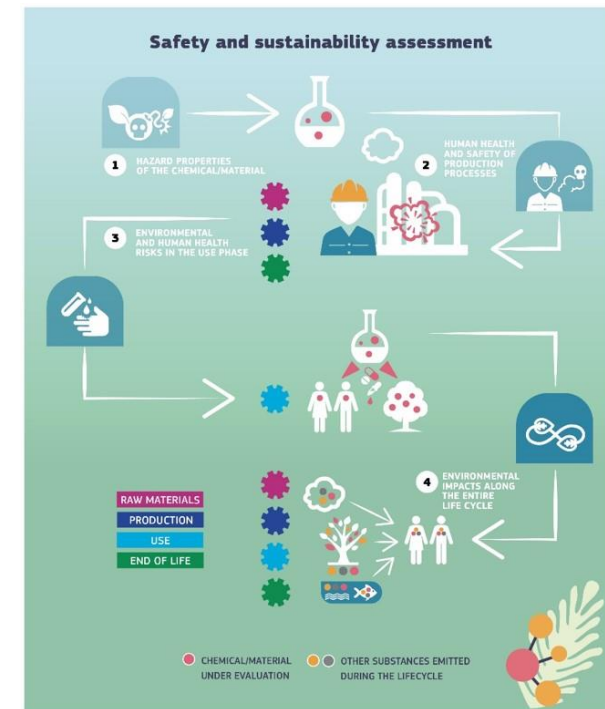 Safety and sustainability assessment
1
HAZARD PROPERTIES
OF THE CHEMICAL/MATERIAL
2
HUMAN HEALTH
AND SAFETY OF
PRODUCTION
PROCESSES
3
ENVIRONMENTAL
AND HUMAN HEALTH
RISKS IN THE USE PHASE
4
ENVIRONMENTAL
IMPACTS ALONG
THE ENTIRE
LIFE CYCLE
RAW MATERIALS
PRODUCTION
USE
END OF LIFE
CHEMICAL/MATERIAL
UNDER EVALUATION
OTHER SUBSTANCES EMITTED
DURING THE LIFECYCLE